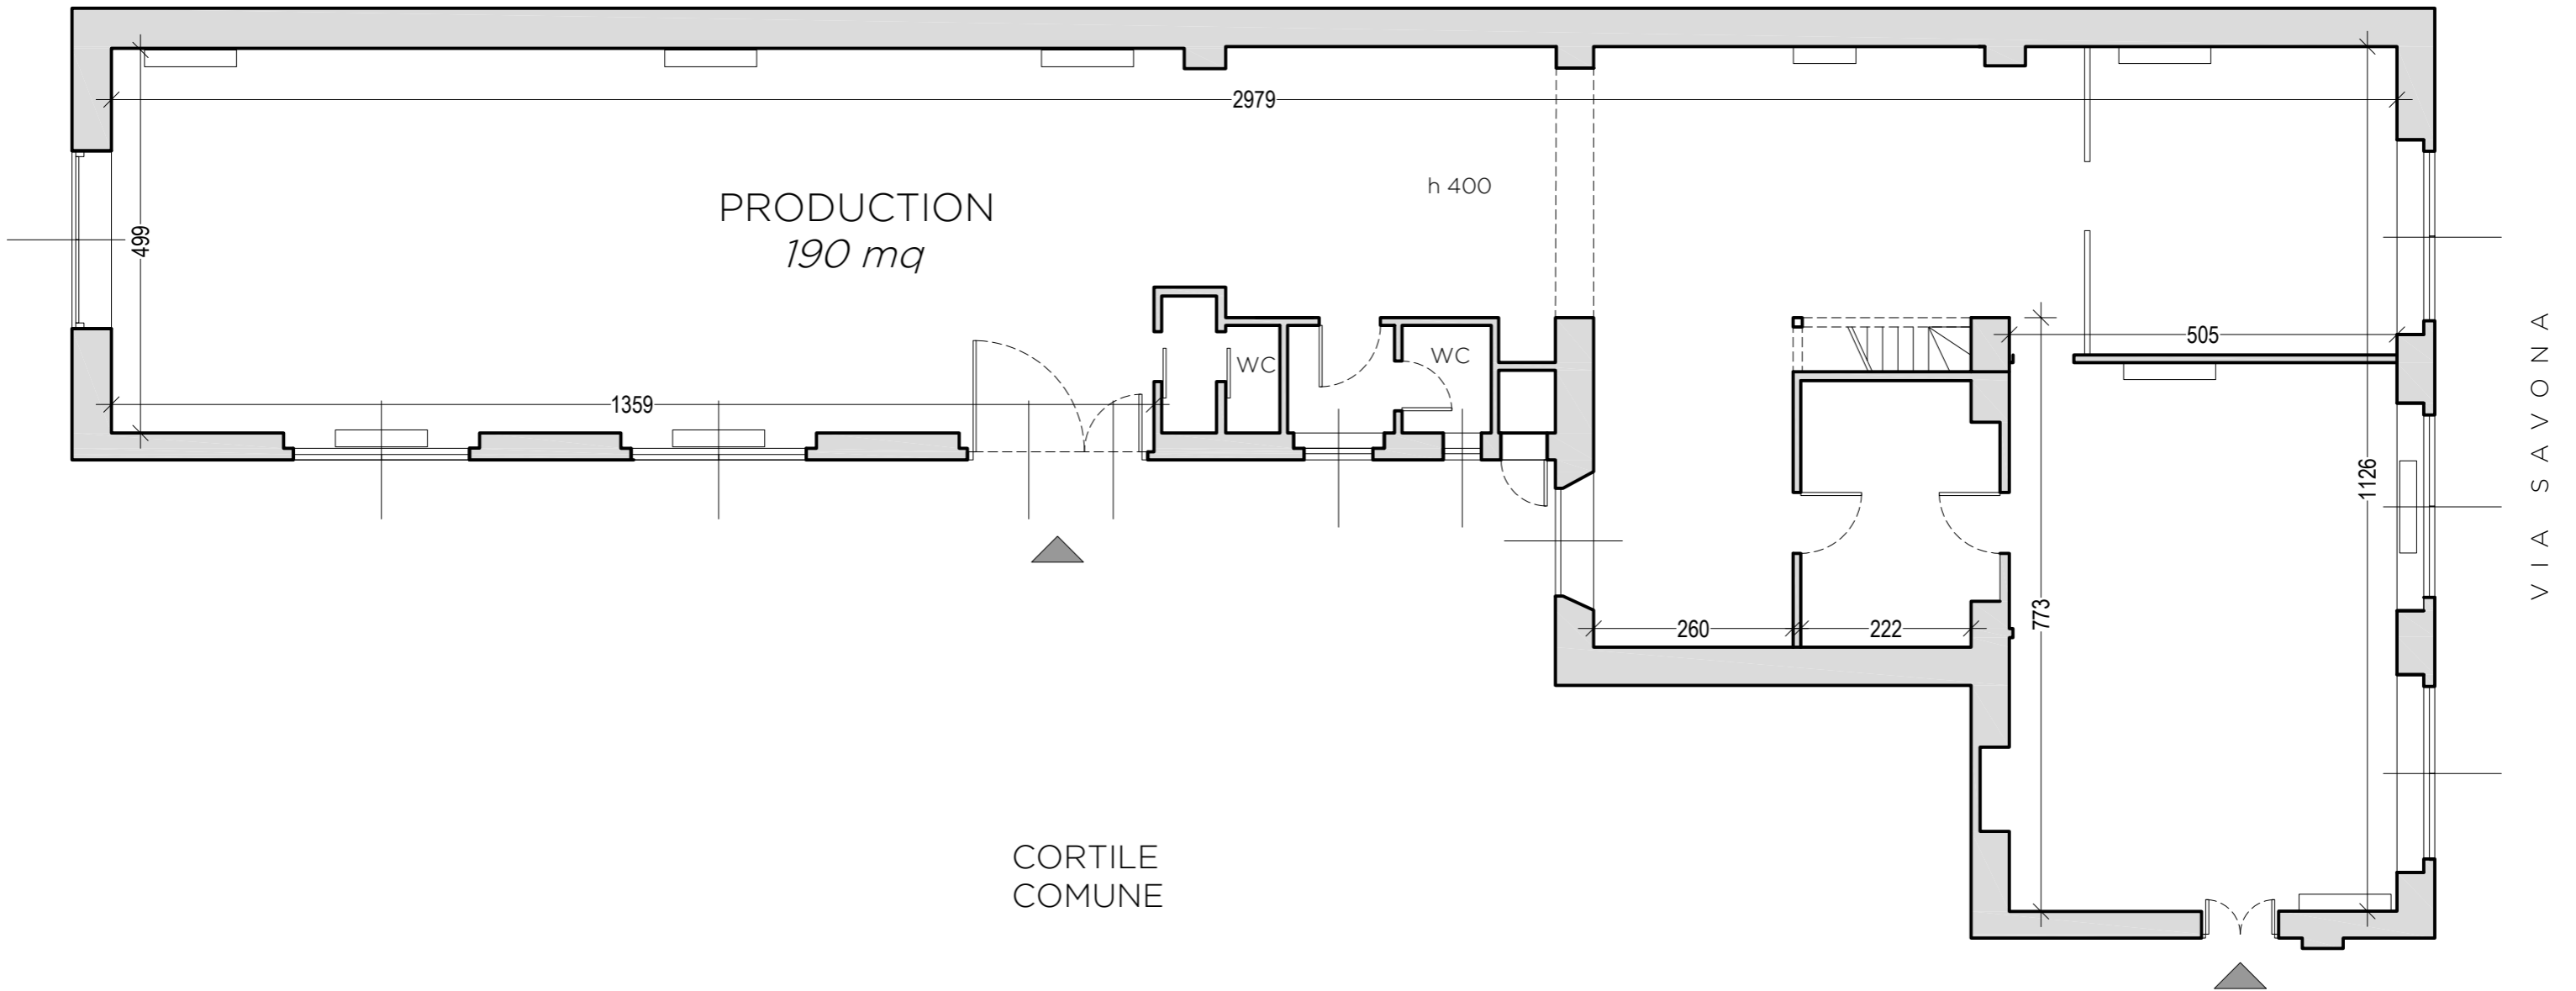 2979
h 400
PRODUCTION
190 mq
499
WC
WC
505
1359
1126
773
260
222
VIA SAVONA
CORTILE
COMUNE